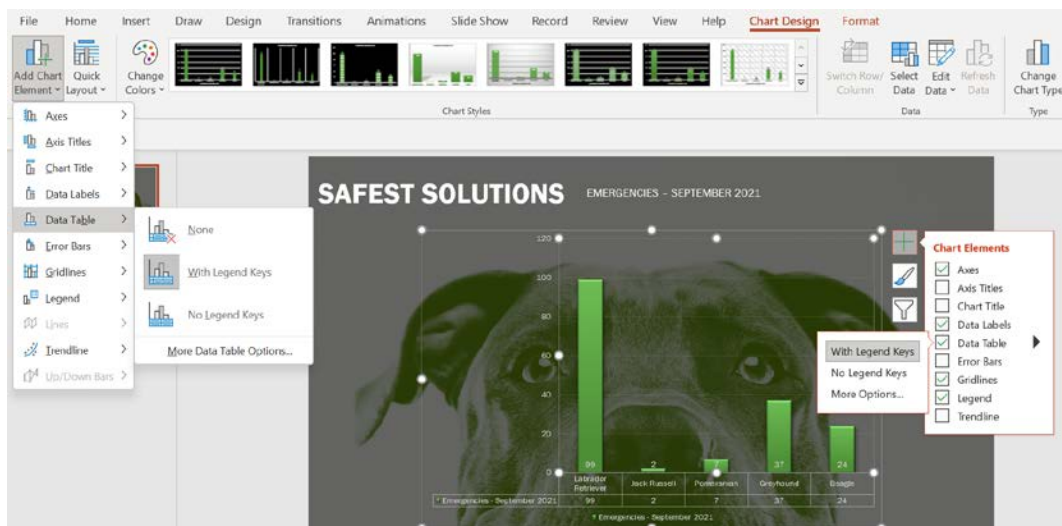 File Home Insert Draw Design Transitions Animations Slide Show Record Review View Help Chart Design Format
Add Chart Element
Quick Layout
Change Colors
Switch Row/ Column
Select Data
Edit Data
Refresh Data
Change Chart Type
Chart Styles
Data
Type
Axes
Axis Titles
Chart Title
Data Labels
Data Table
Error Bars
Gridlines
Legend
Lines
Trendline
Up/Down Bars
None
With Legend Keys
No Legend Keys
More Data Table Options...
SAFEST SOLUTIONS EMERGENCIES – SEPTEMBER 2021
120
100
80
60
40
20
0
99 2 7 37 24
Labrador Retriever Jack Russell Pomeranian Greyhound Beagle
Emergencies - September 2021 99 2 7 37 24
Emergencies - September 2021
Chart Elements
Axes
Axis Titles
Chart Title
Data Labels
Data Table
Error Bars
Gridlines
Legend
Trendline
With Legend Keys
No Legend Keys
More Options...